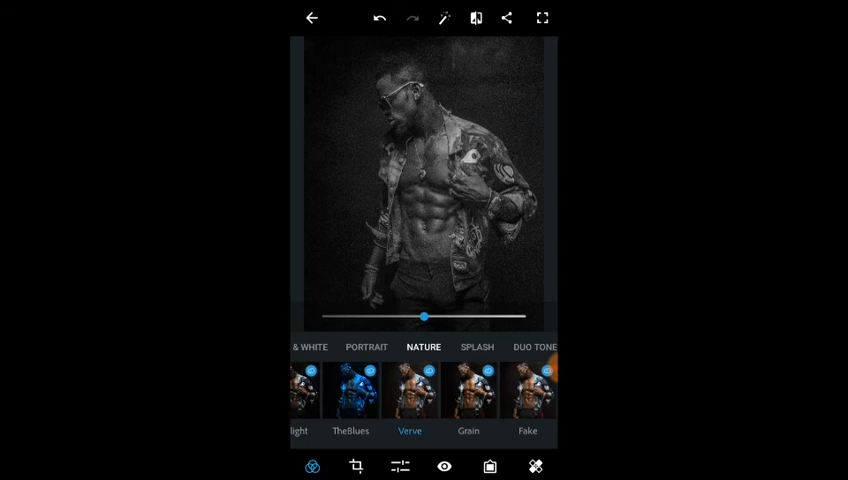 & WHITE PORTRAIT NATURE SPLASH DUO TONE
light TheBlues Verve Grain Fake